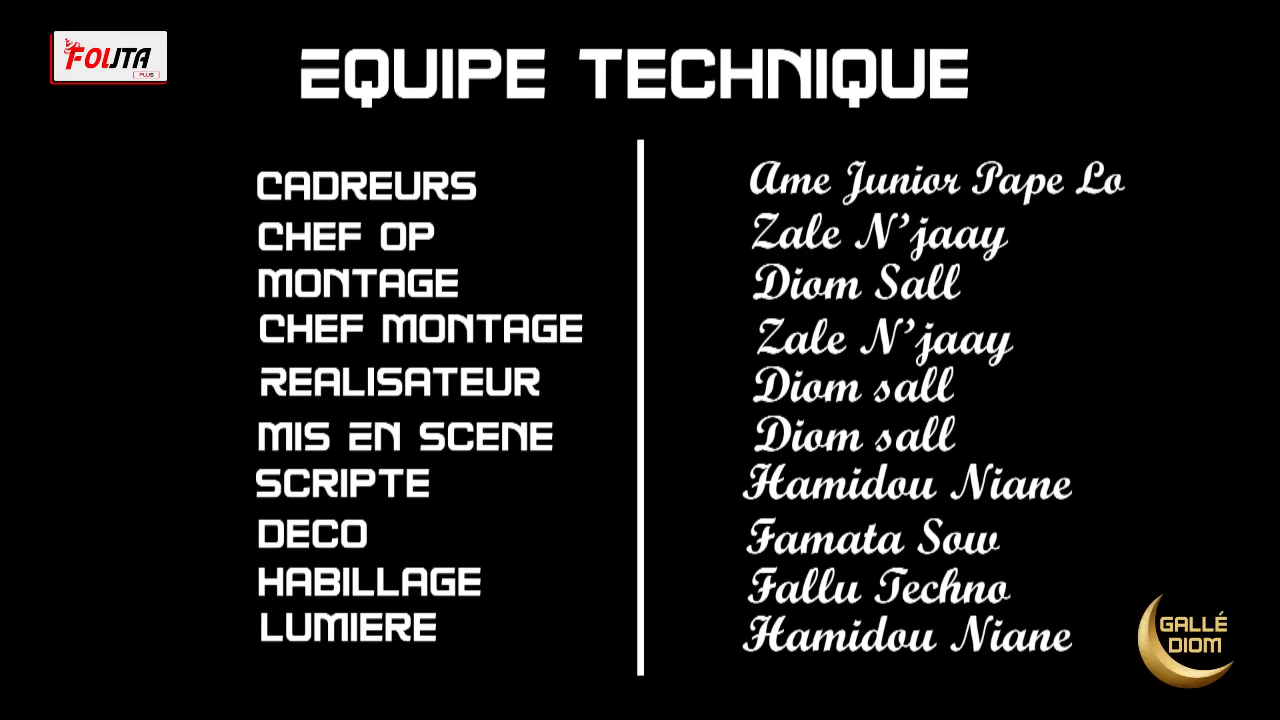 FOUTA
PLUS
EQUIPE TECHNIQUE
CADREURS Ame Junior Pape Lo
CHEF OP Zale N'jaay
MONTAGE Diom Sall
CHEF MONTAGE Zale N'jaay
REALISATEUR Diom sall
MIS EN SCENE Diom sall
SCRIPTE Hamidou Niane
DECO Famata Sow
HABILLAGE Fallu Techno
LUMIERE Hamidou Niane
GALLÉ
DIOM